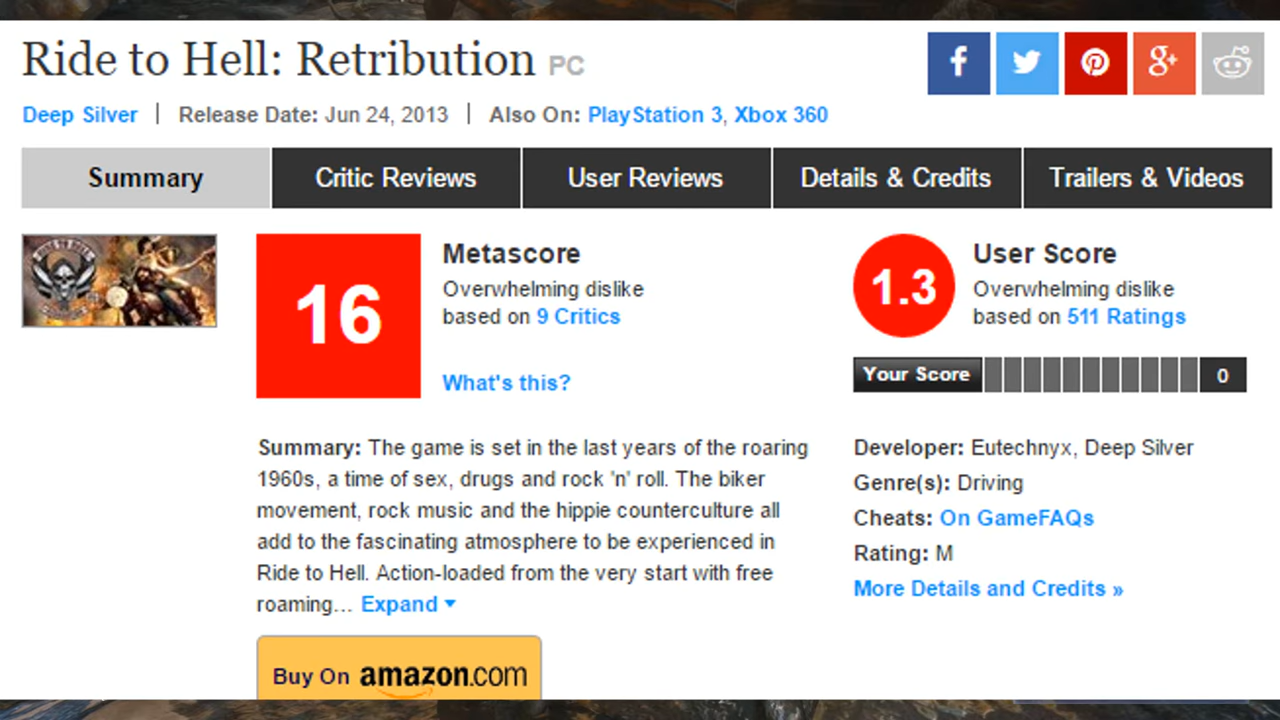 Ride to Hell: Retribution PC
Deep Silver | Release Date: Jun 24, 2013 | Also On: PlayStation 3, Xbox 360
Summary Critic Reviews User Reviews Details & Credits Trailers & Videos
16
Metascore
Overwhelming dislike
based on 9 Critics
What's this?
1.3
User Score
Overwhelming dislike
based on 511 Ratings
Your Score 0
Summary: The game is set in the last years of the roaring
1960s, a time of sex, drugs and rock 'n' roll. The biker
movement, rock music and the hippie counterculture all
add to the fascinating atmosphere to be experienced in
Ride to Hell. Action-loaded from the very start with free
roaming... Expand
Buy On amazon.com
Developer: Eutechnyx, Deep Silver
Genre(s): Driving
Cheats: On GameFAQs
Rating: M
More Details and Credits »